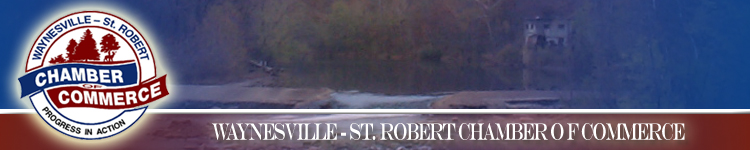 WAYNESVILLE - St. ROBERT
CHAMBER
OF
COMMERCE
PROGRESS IN ACTION
WAYNESVILLE - ST. ROBERT CHAMBER O F COMMERCE